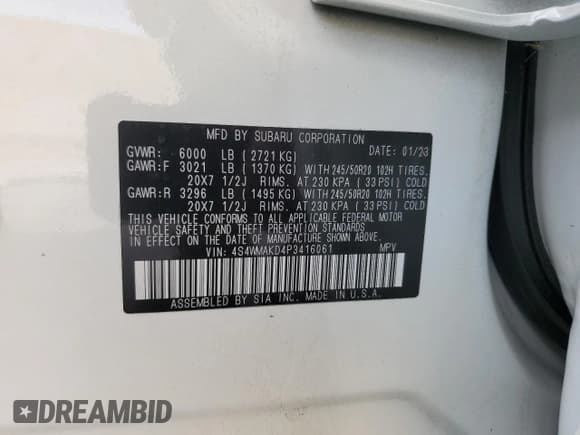 MFD BY SUBARU CORPORATION
GVWR: 6000 LB ( 2721 KG) DATE: 01/23
GAWR:F 3021 LB ( 1370 KG) WITH 245/50R20 102H TIRES.
20X7 1/2J RIMS. AT 230 KPA ( 33 PSI) COLD
GAWR:R 3296 LB ( 1495 KG) WITH 245/50R20 102H TIRES.
20X7 1/2J RIMS. AT 230 KPA ( 33 PSI) COLD
THIS VEHICLE CONFORMS TO ALL APPLICABLE FEDERAL MOTOR
VEHICLE SAFETY AND THEFT PREVENTION STANDARDS
IN EFFECT ON THE DATE OF MANUFACTURE SHOWN ABOVE.
VIN: 4S4WMAKD4P3416061 MPV
ASSEMBLED BY SIA INC. MADE IN U.S.A.
DREAMBID